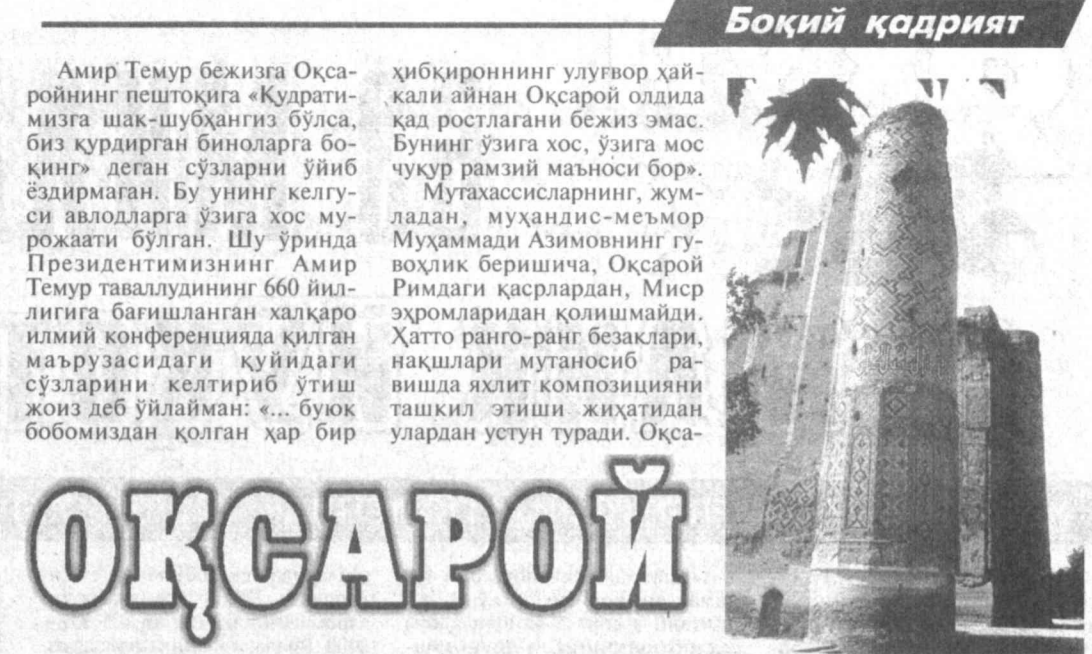 Боқий қадрият
Амир Темур бежизга Оқса-
ройнинг пештоқига «Қудрати-
мизга шак-шубҳангиз бўлса,
биз қурдирган биноларга бо-
қинг» деган сўзларни ўйиб
ёздирмаган. Бу унинг келгу-
си авлодларга ўзига хос му-
рожаати бўлган. Шу ўринда
Президентимизнинг Амир
Темур таваллудининг 660 йил-
лигига бағишланган халқаро
илмий конференцияда қилган
маърузасидаги қуйидаги
сўзларини келтириб ўтиш
жоиз деб ўйлайман: «... буюк
бобомиздан қолган ҳар бир
ҳибқироннинг улуғвор ҳай-
кали айнан Оқсарой олдида
қад ростлагани бежиз эмас.
Бунинг ўзига хос, ўзига мос
чуқур рамзий маъноси бор».
Мутахассисларнинг, жум-
ладан, муҳандис-меъмор
Муҳаммади Азимовнинг гу-
воҳлик беришича, Оқсарой
Римдаги қасрлардан, Миср
эҳромларидан қолишмайди.
Ҳатто ранго-ранг безаклари,
нақшлари мутаносиб ра-
вишда яхлит композицияни
ташкил этиши жиҳатидан
улардан устун туради. Оқса-
ОҚСАРОЙ